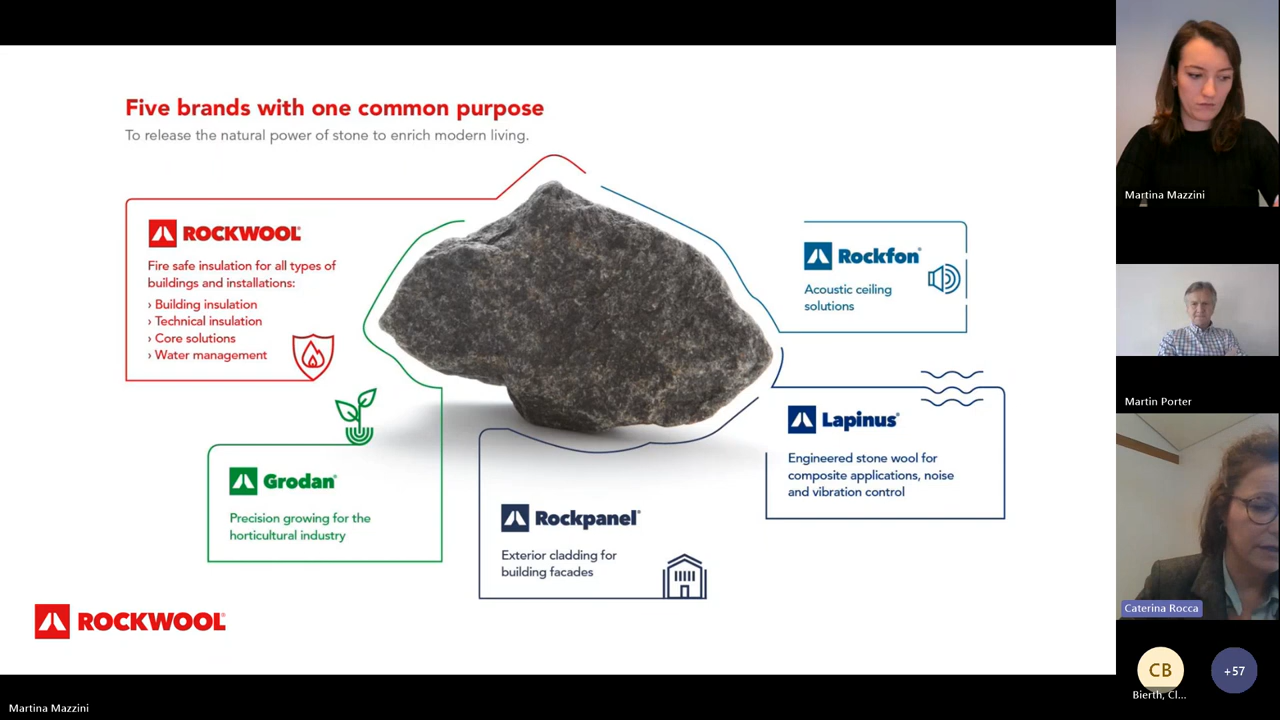 Five brands with one common purpose
To release the natural power of stone to enrich modern living.
ROCKWOOL®
Fire safe insulation for all types of
buildings and installations:
› Building insulation
› Technical insulation
› Core solutions
› Water management
Rockfon®
Acoustic ceiling
solutions
Lapinus®
Engineered stone wool for
composite applications, noise
and vibration control
Grodan®
Precision growing for the
horticultural industry
Rockpanel®
Exterior cladding for
building facades
ROCKWOOL®
Martina Mazzini
Martina Mazzini
Martin Porter
Caterina Rocca
CB
Bierth, Cl...
+57